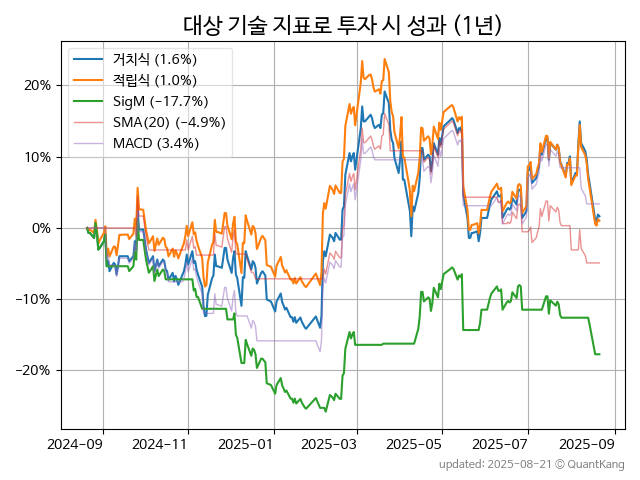 대상 기술 지표로 투자 시 성과 (1년)
거치식 (1.6%)
적립식 (1.0%)
SigM (−17.7%)
SMA(20) (−4.9%)
MACD (3.4%)
20%
10%
0%
−10%
−20%
2024−09 2024−11 2025−01 2025−03 2025−05 2025−07 2025−09
updated: 2025-08-21 © QuantKang